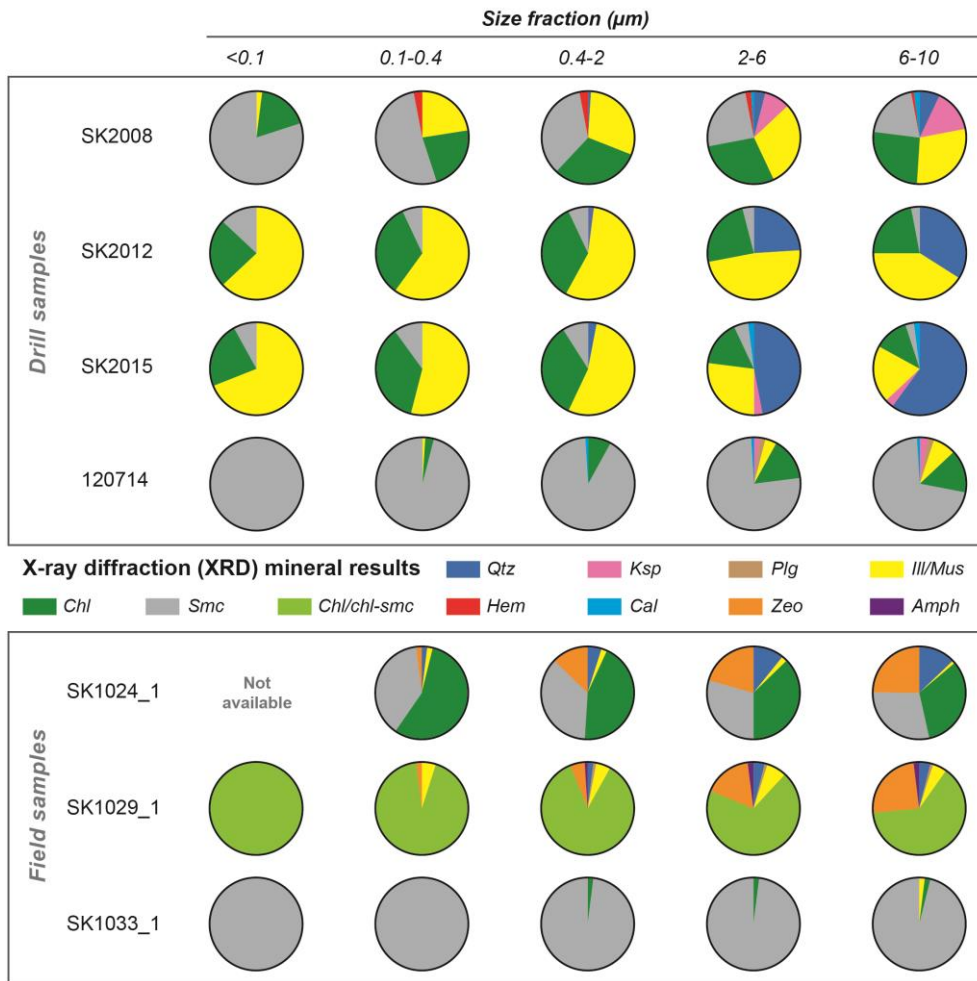 Size fraction (µm)
<0.1 0.1-0.4 0.4-2 2-6 6-10
Drill samples
SK2008
SK2012
SK2015
120714
X-ray diffraction (XRD) mineral results Qtz Ksp Plg Ill/Mus
Chl Smc Chl/chl-smc Hem Cal Zeo Amph
Field samples
SK1024_1
Not
available
SK1029_1
SK1033_1